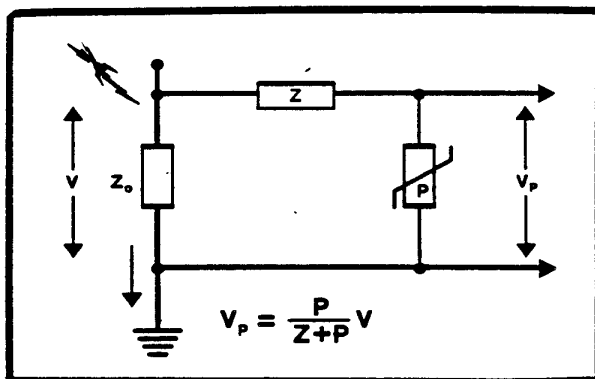 Z
V
Z₀
P
Vₚ
Vₚ = P / Z+P V